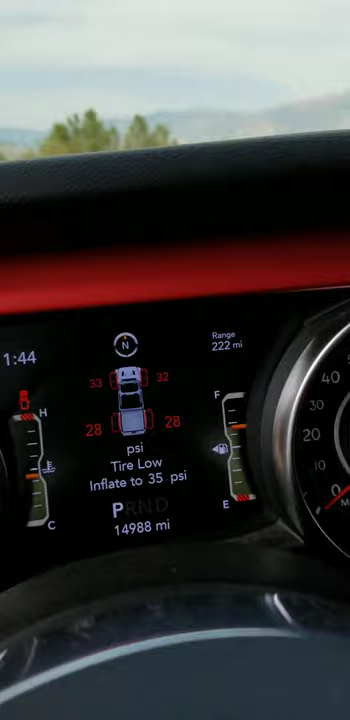 1:44
N
Range
222 mi
33 32
28 28
psi
Tire Low
Inflate to 35 psi
PRND
14988 mi
H
C
F
E
40
30
20
10
0
M